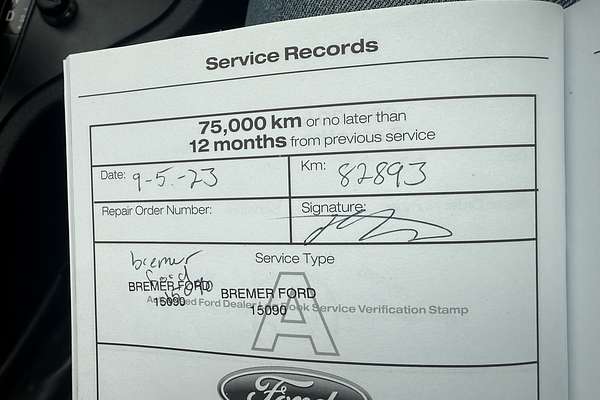 Service Records
75,000 km or no later than
12 months from previous service
Date: 9-5.-23
Km: 82893
Repair Order Number:
Signature:
Service Type
bremer
ford
15090
BREMER FORD
15090
BREMER FORD
15090
A
Authorised Ford Dealer Logbook Service Verification Stamp
Ford